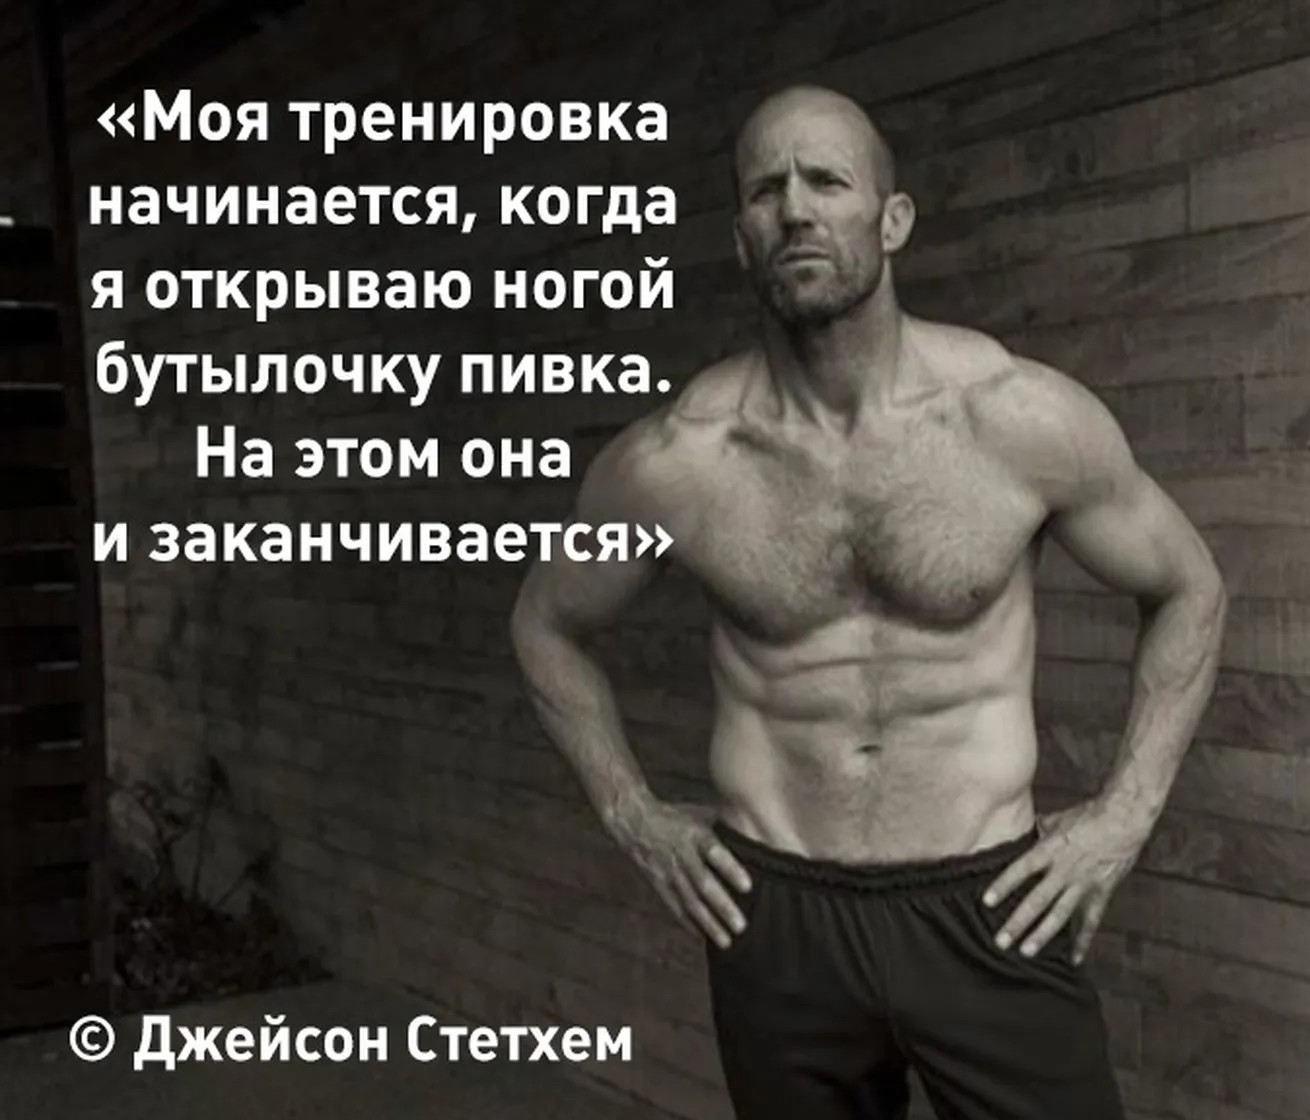 «Моя тренировка
начинается, когда
я открываю ногой
бутылочку пивка.
На этом она
и заканчивается»
© Джейсон Стетхем